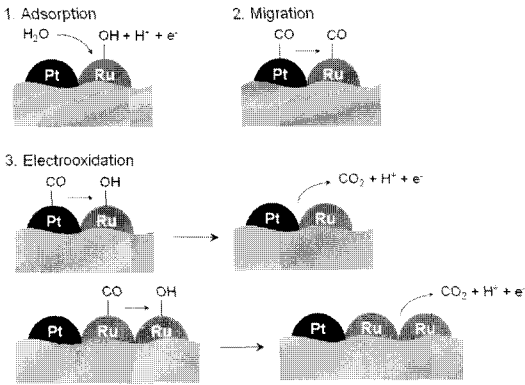 1. Adsorption
H₂O OH + H⁺ + e⁻
Pt Ru
2. Migration
CO CO
Pt Ru
3. Electrooxidation
CO OH
Pt Ru
CO₂ + H⁺ + e⁻
Pt Ru
CO OH
Pt Ru Ru
CO₂ + H⁺ + e⁻
Pt Ru Ru